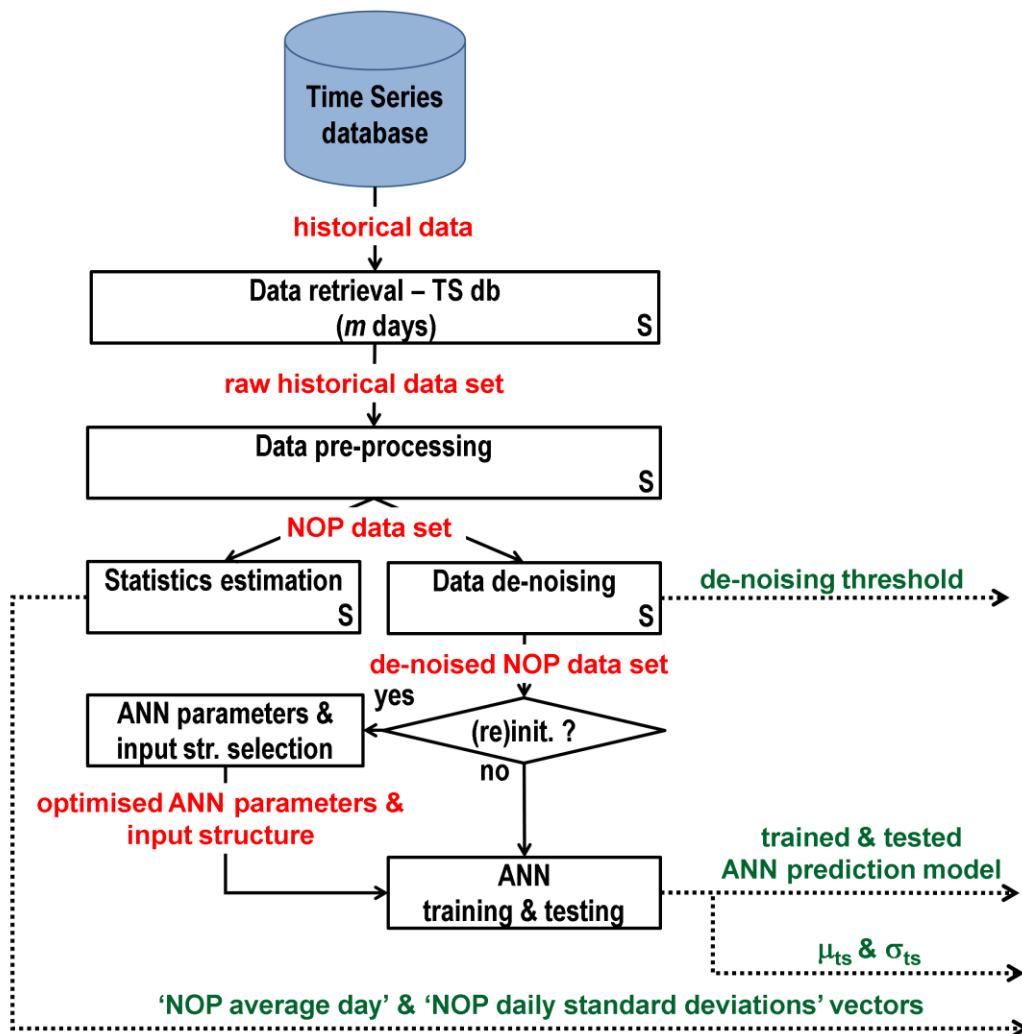 Time Series
database
historical data
Data retrieval – TS db
(m days)
S
raw historical data set
Data pre-processing
S
NOP data set
Statistics estimation
S
Data de-noising
S
de-noising threshold
de-noised NOP data set
yes
ANN parameters &
input str. selection
(re)init. ?
no
optimised ANN parameters &
input structure
ANN
training & testing
trained & tested
ANN prediction model
μts & σts
‘NOP average day’ & ‘NOP daily standard deviations’ vectors